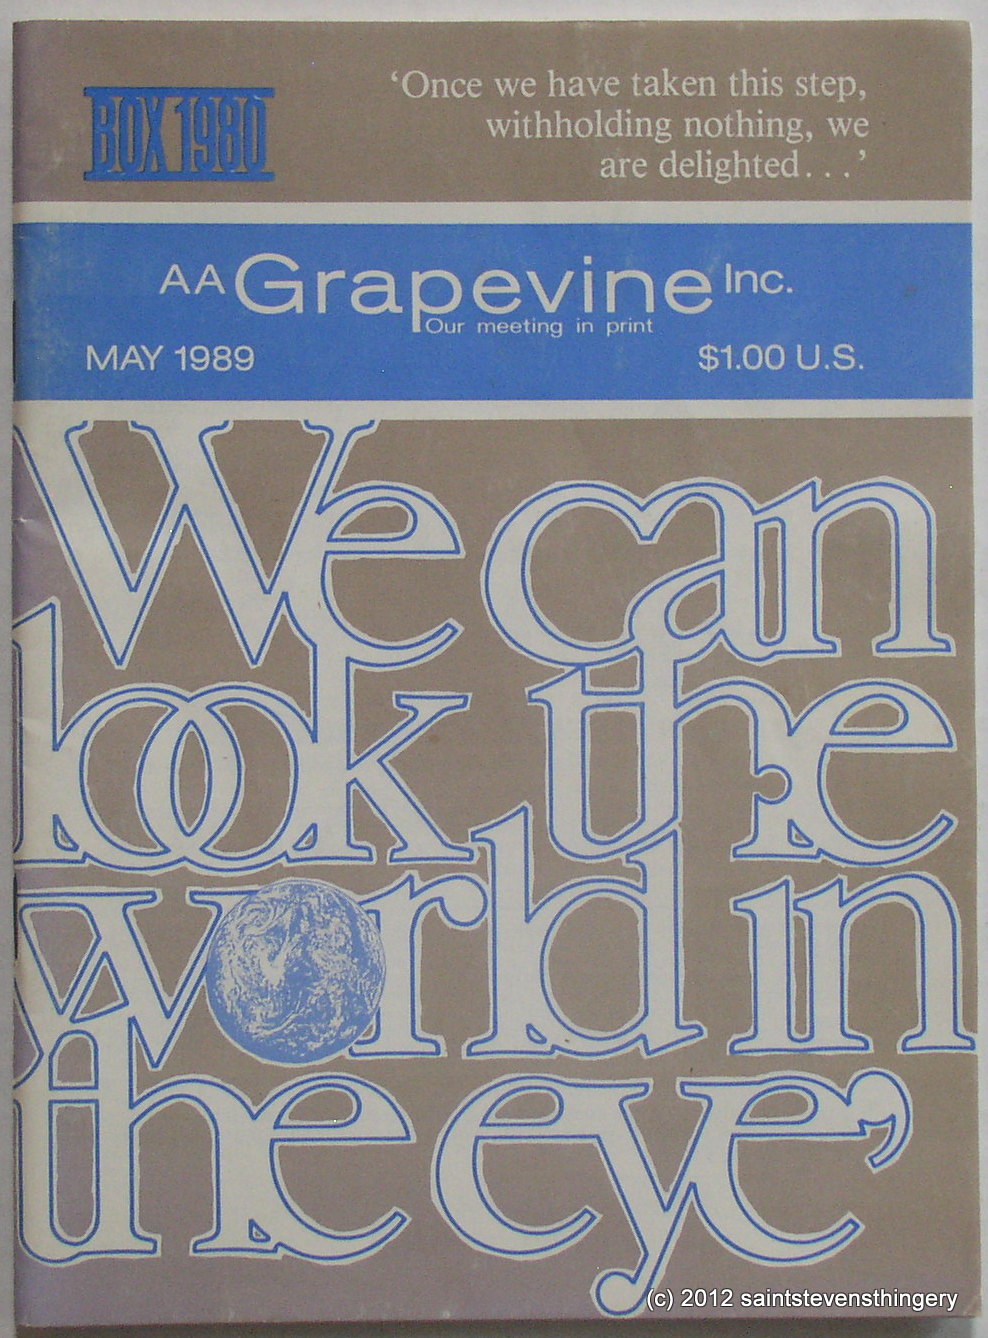 BOX 1980
‘Once we have taken this step,
withholding nothing, we
are delighted. . .’
AA Grapevine Inc.
Our meeting in print
MAY 1989
$1.00 U.S.
We can
look the
world in
the eye’
(c) 2012 saintstevensthingery